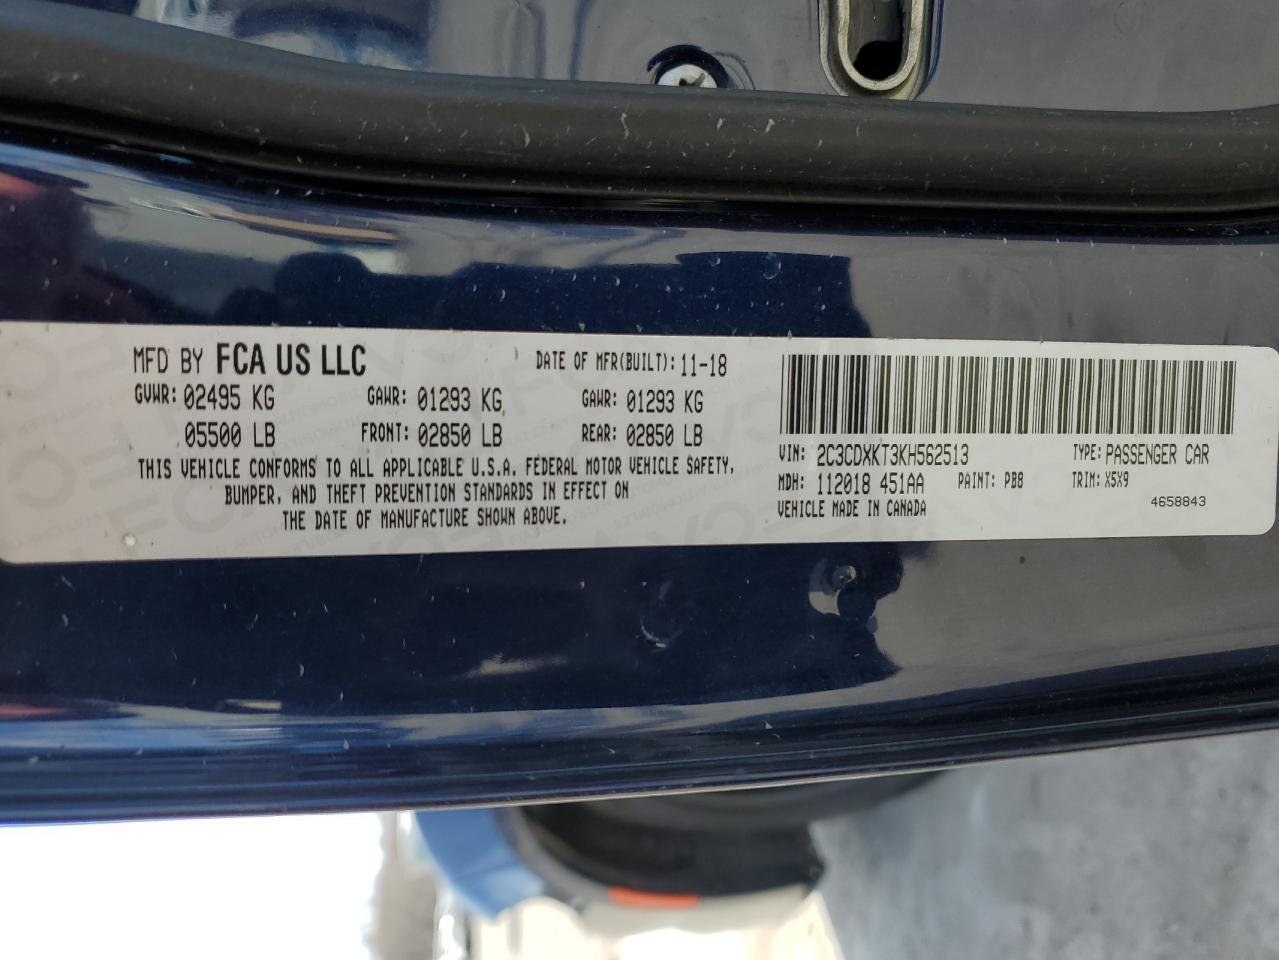 MFD BY FCA US LLC DATE OF MFR(BUILT): 11-18
GVWR: 02495 KG GAWR: 01293 KG GAWR: 01293 KG
05500 LB FRONT: 02850 LB REAR: 02850 LB
THIS VEHICLE CONFORMS TO ALL APPLICABLE U.S.A. FEDERAL MOTOR VEHICLE SAFETY,
BUMPER, AND THEFT PREVENTION STANDARDS IN EFFECT ON
THE DATE OF MANUFACTURE SHOWN ABOVE.
VIN: 2C3CDXKT3KH562513 TYPE: PASSENGER CAR
MDH: 112018 451AA PAINT: PB8 TRIM: X5X9
VEHICLE MADE IN CANADA 4658843